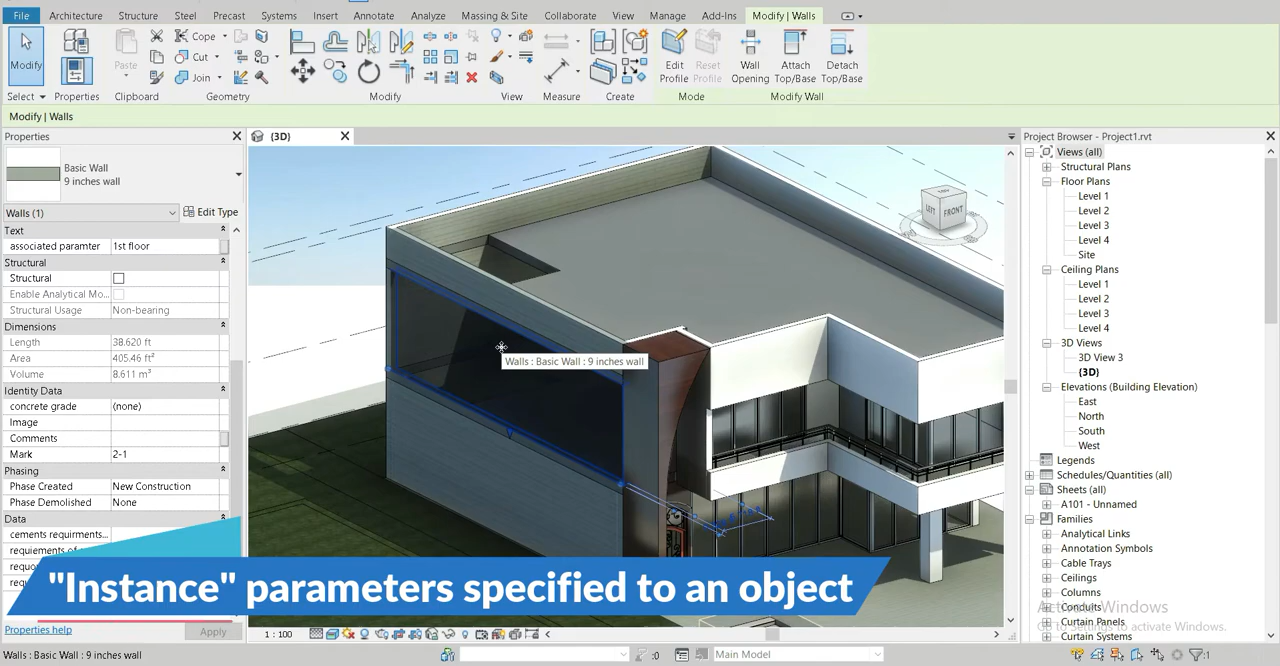 File Architecture Structure Steel Precast Systems Insert Annotate Analyze Massing & Site Collaborate View Manage Add-Ins Modify | Walls
Modify
Paste
Cope
Cut
Join
Edit Profile
Reset Profile
Wall Opening
Attach Top/Base
Detach Top/Base
Select Properties Clipboard Geometry Modify View Measure Create Mode Modify Wall
Modify | Walls
Properties
Basic Wall
9 inches wall
Walls (1)
Edit Type
Text
associated paramter 1st floor
Structural
Structural
Enable Analytical Mo...
Structural Usage Non-bearing
Dimensions
Length 38.620 ft
Area 405.46 ft²
Volume 8.611 m³
Identity Data
concrete grade (none)
Image
Comments
Mark 2-1
Phasing
Phase Created New Construction
Phase Demolished None
Data
cements requirments...
Properties help
Apply
{3D}
FRONT
Walls : Basic Wall : 9 inches wall
"Instance" parameters specified to an object
1 : 100
Project Browser - Project1.rvt
Views (all)
Structural Plans
Floor Plans
Level 1
Level 2
Level 3
Level 4
Site
Ceiling Plans
Level 1
Level 2
Level 3
Level 4
3D Views
3D View 3
{3D}
Elevations (Building Elevation)
East
North
South
West
Legends
Schedules/Quantities (all)
Sheets (all)
A101 - Unnamed
Families
Analytical Links
Annotation Symbols
Cable Trays
Ceilings
Columns
Conduits
Curtain Panels
Curtain Systems
Activate Windows
Go to Settings to activate Windows.
Walls : Basic Wall : 9 inches wall
:0
Main Model
:1